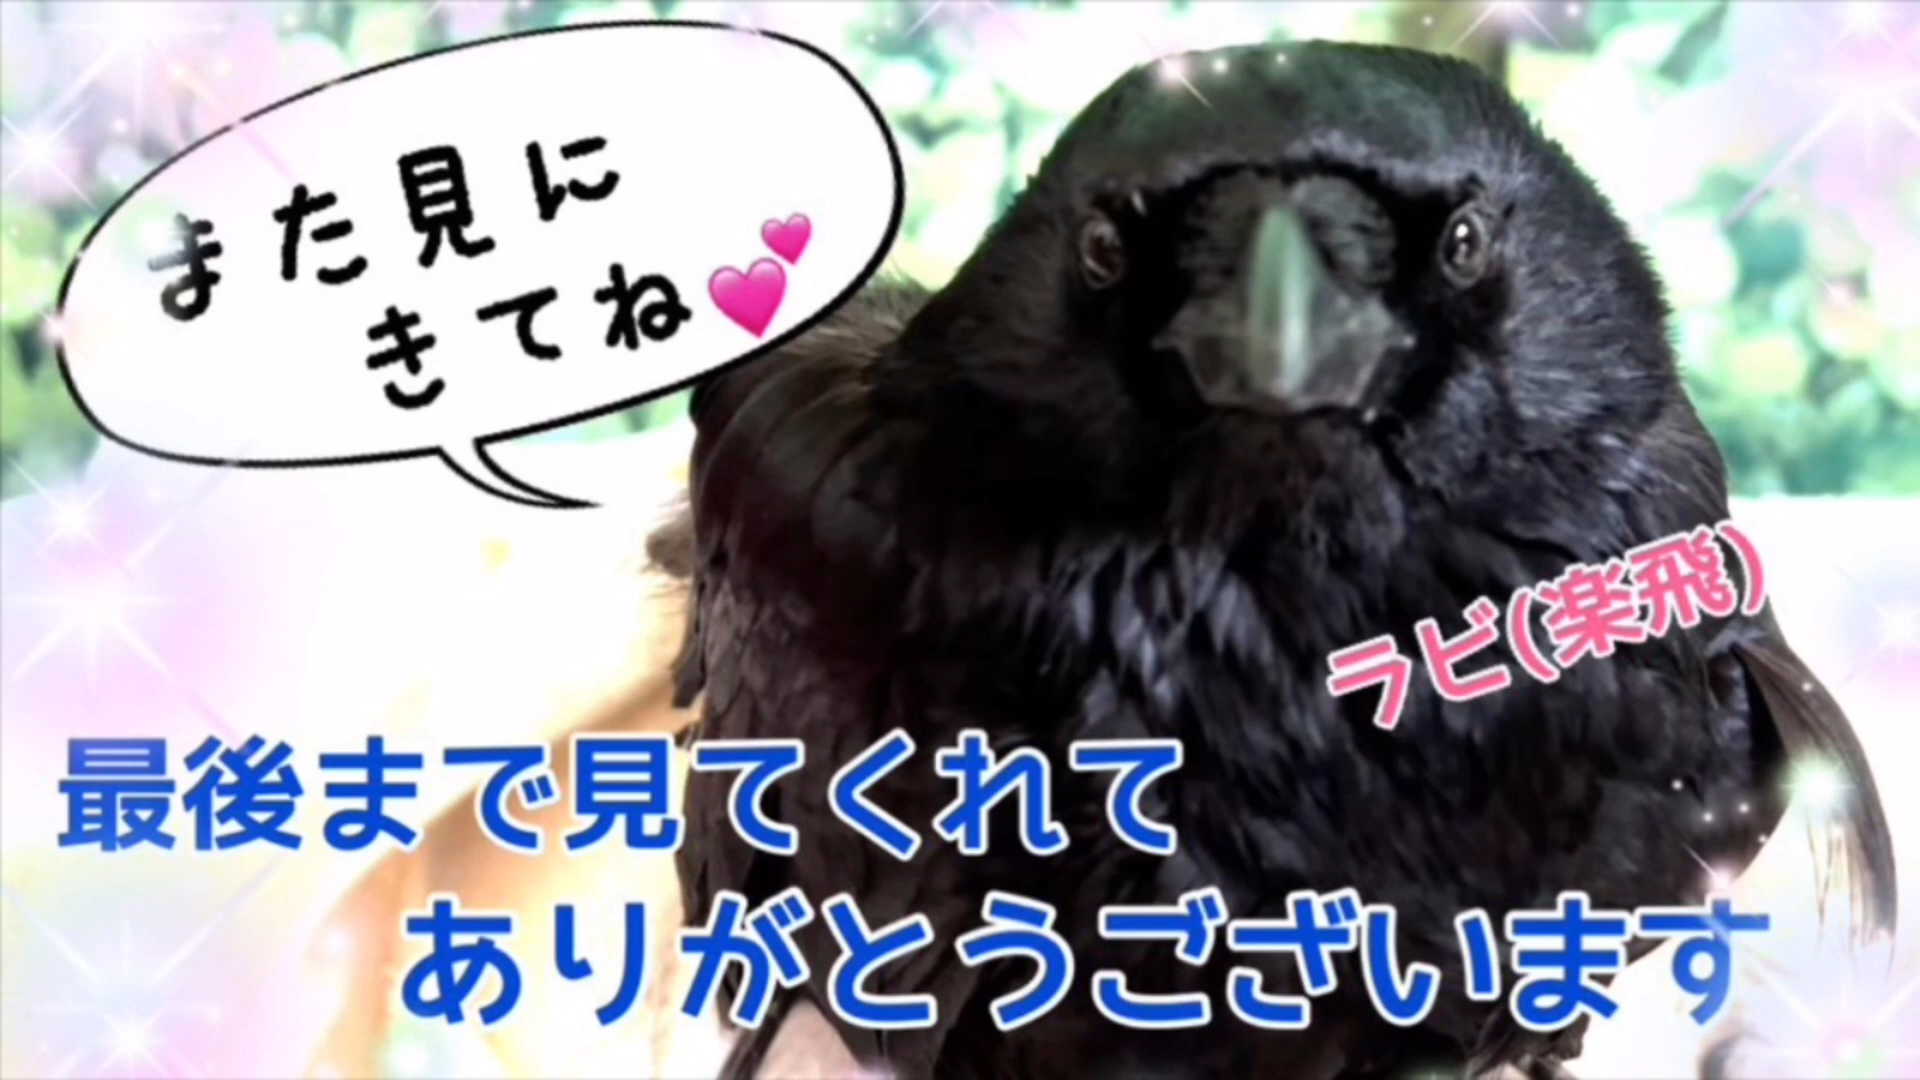 また見に
きてね💕
ラビ(楽飛)
最後まで見てくれて
ありがとうございます